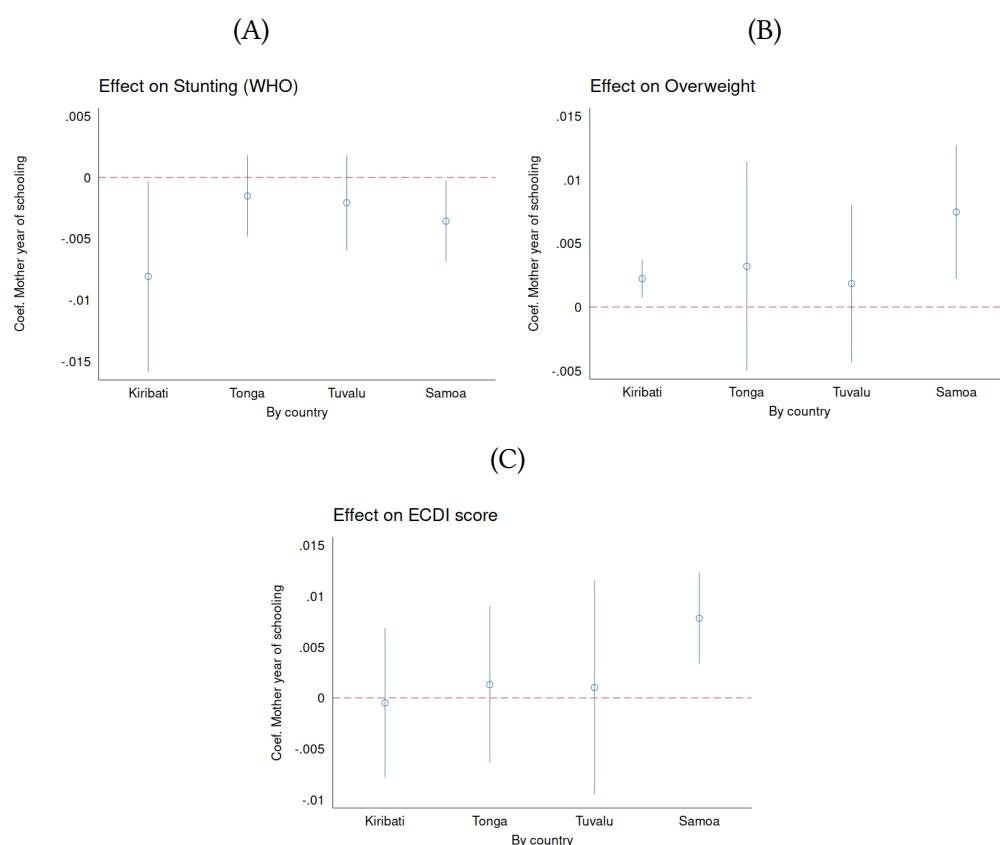 (A)
Effect on Stunting (WHO)
Coef. Mother year of schooling
.005
0
-.005
-.01
-.015
Kiribati Tonga Tuvalu Samoa
By country
(B)
Effect on Overweight
Coef. Mother year of schooling
.015
.01
.005
0
-.005
Kiribati Tonga Tuvalu Samoa
By country
(C)
Effect on ECDI score
Coef. Mother year of schooling
.015
.01
.005
0
-.005
-.01
Kiribati Tonga Tuvalu Samoa
By country